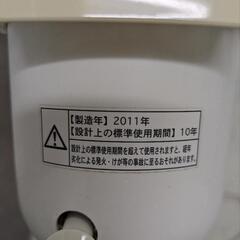 【製造年】2011年
【設計上の標準使用期間】10年
設計上の標準使用期間を超えて使用されますと、経年
劣化による発火・けが等の事故に至るおそれがあります。